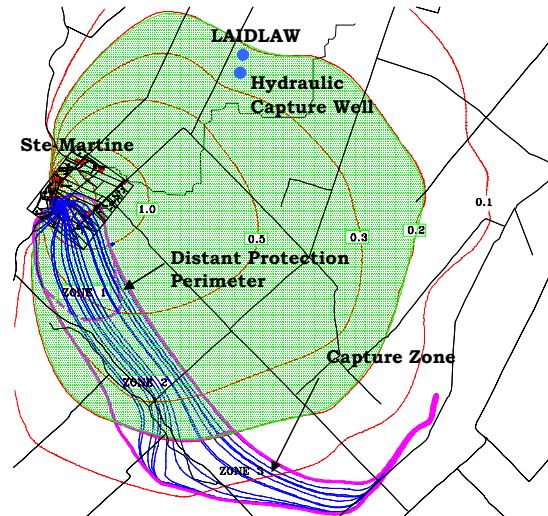 LAIDLAW
Hydraulic
Capture Well
Ste-Martine
1.0
0.5
0.3
0.2
0.1
Distant Protection
Perimeter
ZONE 1
Capture Zone
ZONE 2
ZONE 3